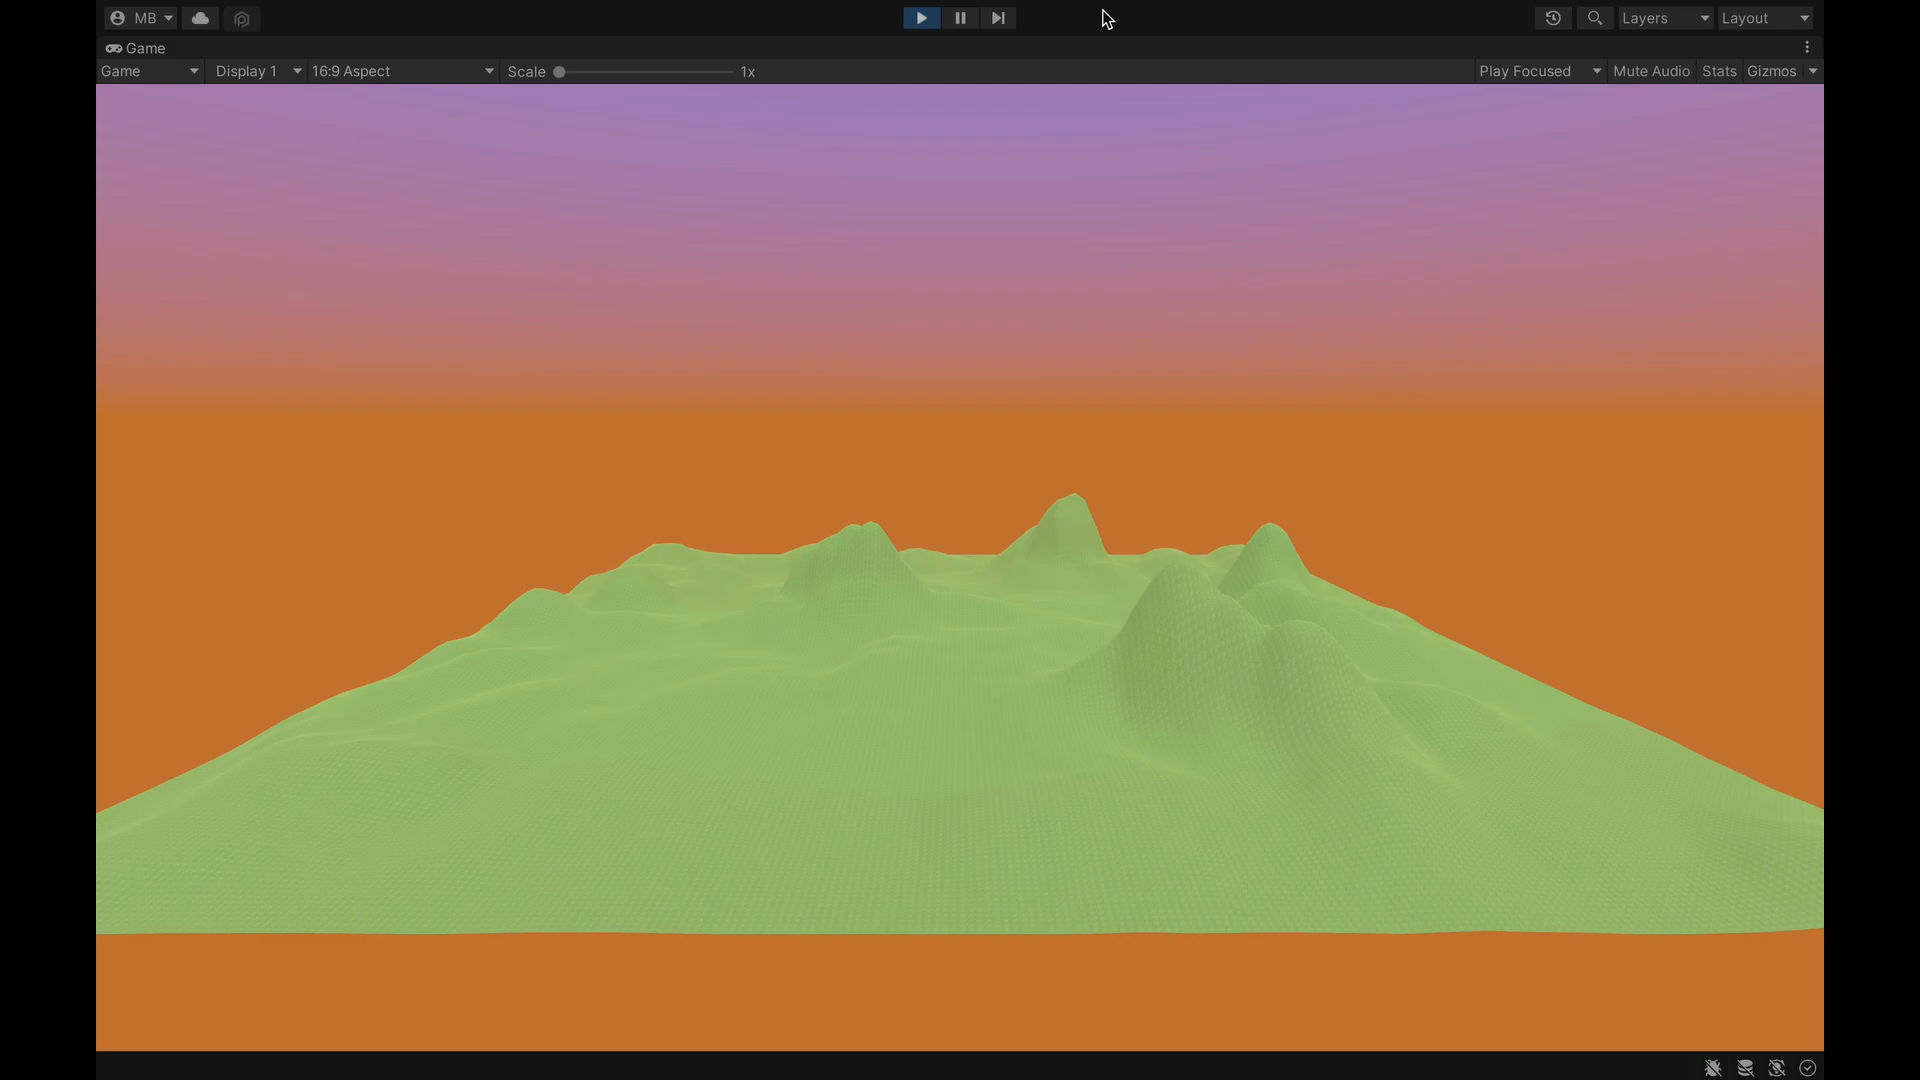 MB Layers Layout
Game
Game Display 1 16:9 Aspect Scale 1x Play Focused Mute Audio Stats Gizmos